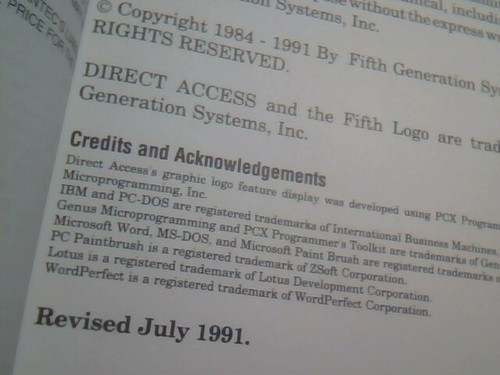 NTEC'S
PRICE FOR
without the express
© Copyright 1984 - 1991 By Fifth Generation
RIGHTS RESERVED.
DIRECT ACCESS and the Fifth Logo are
Generation Systems, Inc.
Credits and Acknowledgements
Direct Access's graphic logo feature display was developed using PCX
Microprogramming, Inc.
IBM and PC-DOS are registered trademarks of International Business Machines,
Genus Microprogramming and PCX Programmer's Toolkit are trademarks of Gen
Microsoft Word, MS-DOS, and Microsoft Paint Brush are registered trademarks
PC Paintbrush is a registered trademark of ZSoft Corporation.
Lotus is a registered trademark of Lotus Development Corporation.
WordPerfect is a registered trademark of WordPerfect Corporation.
Revised July 1991.